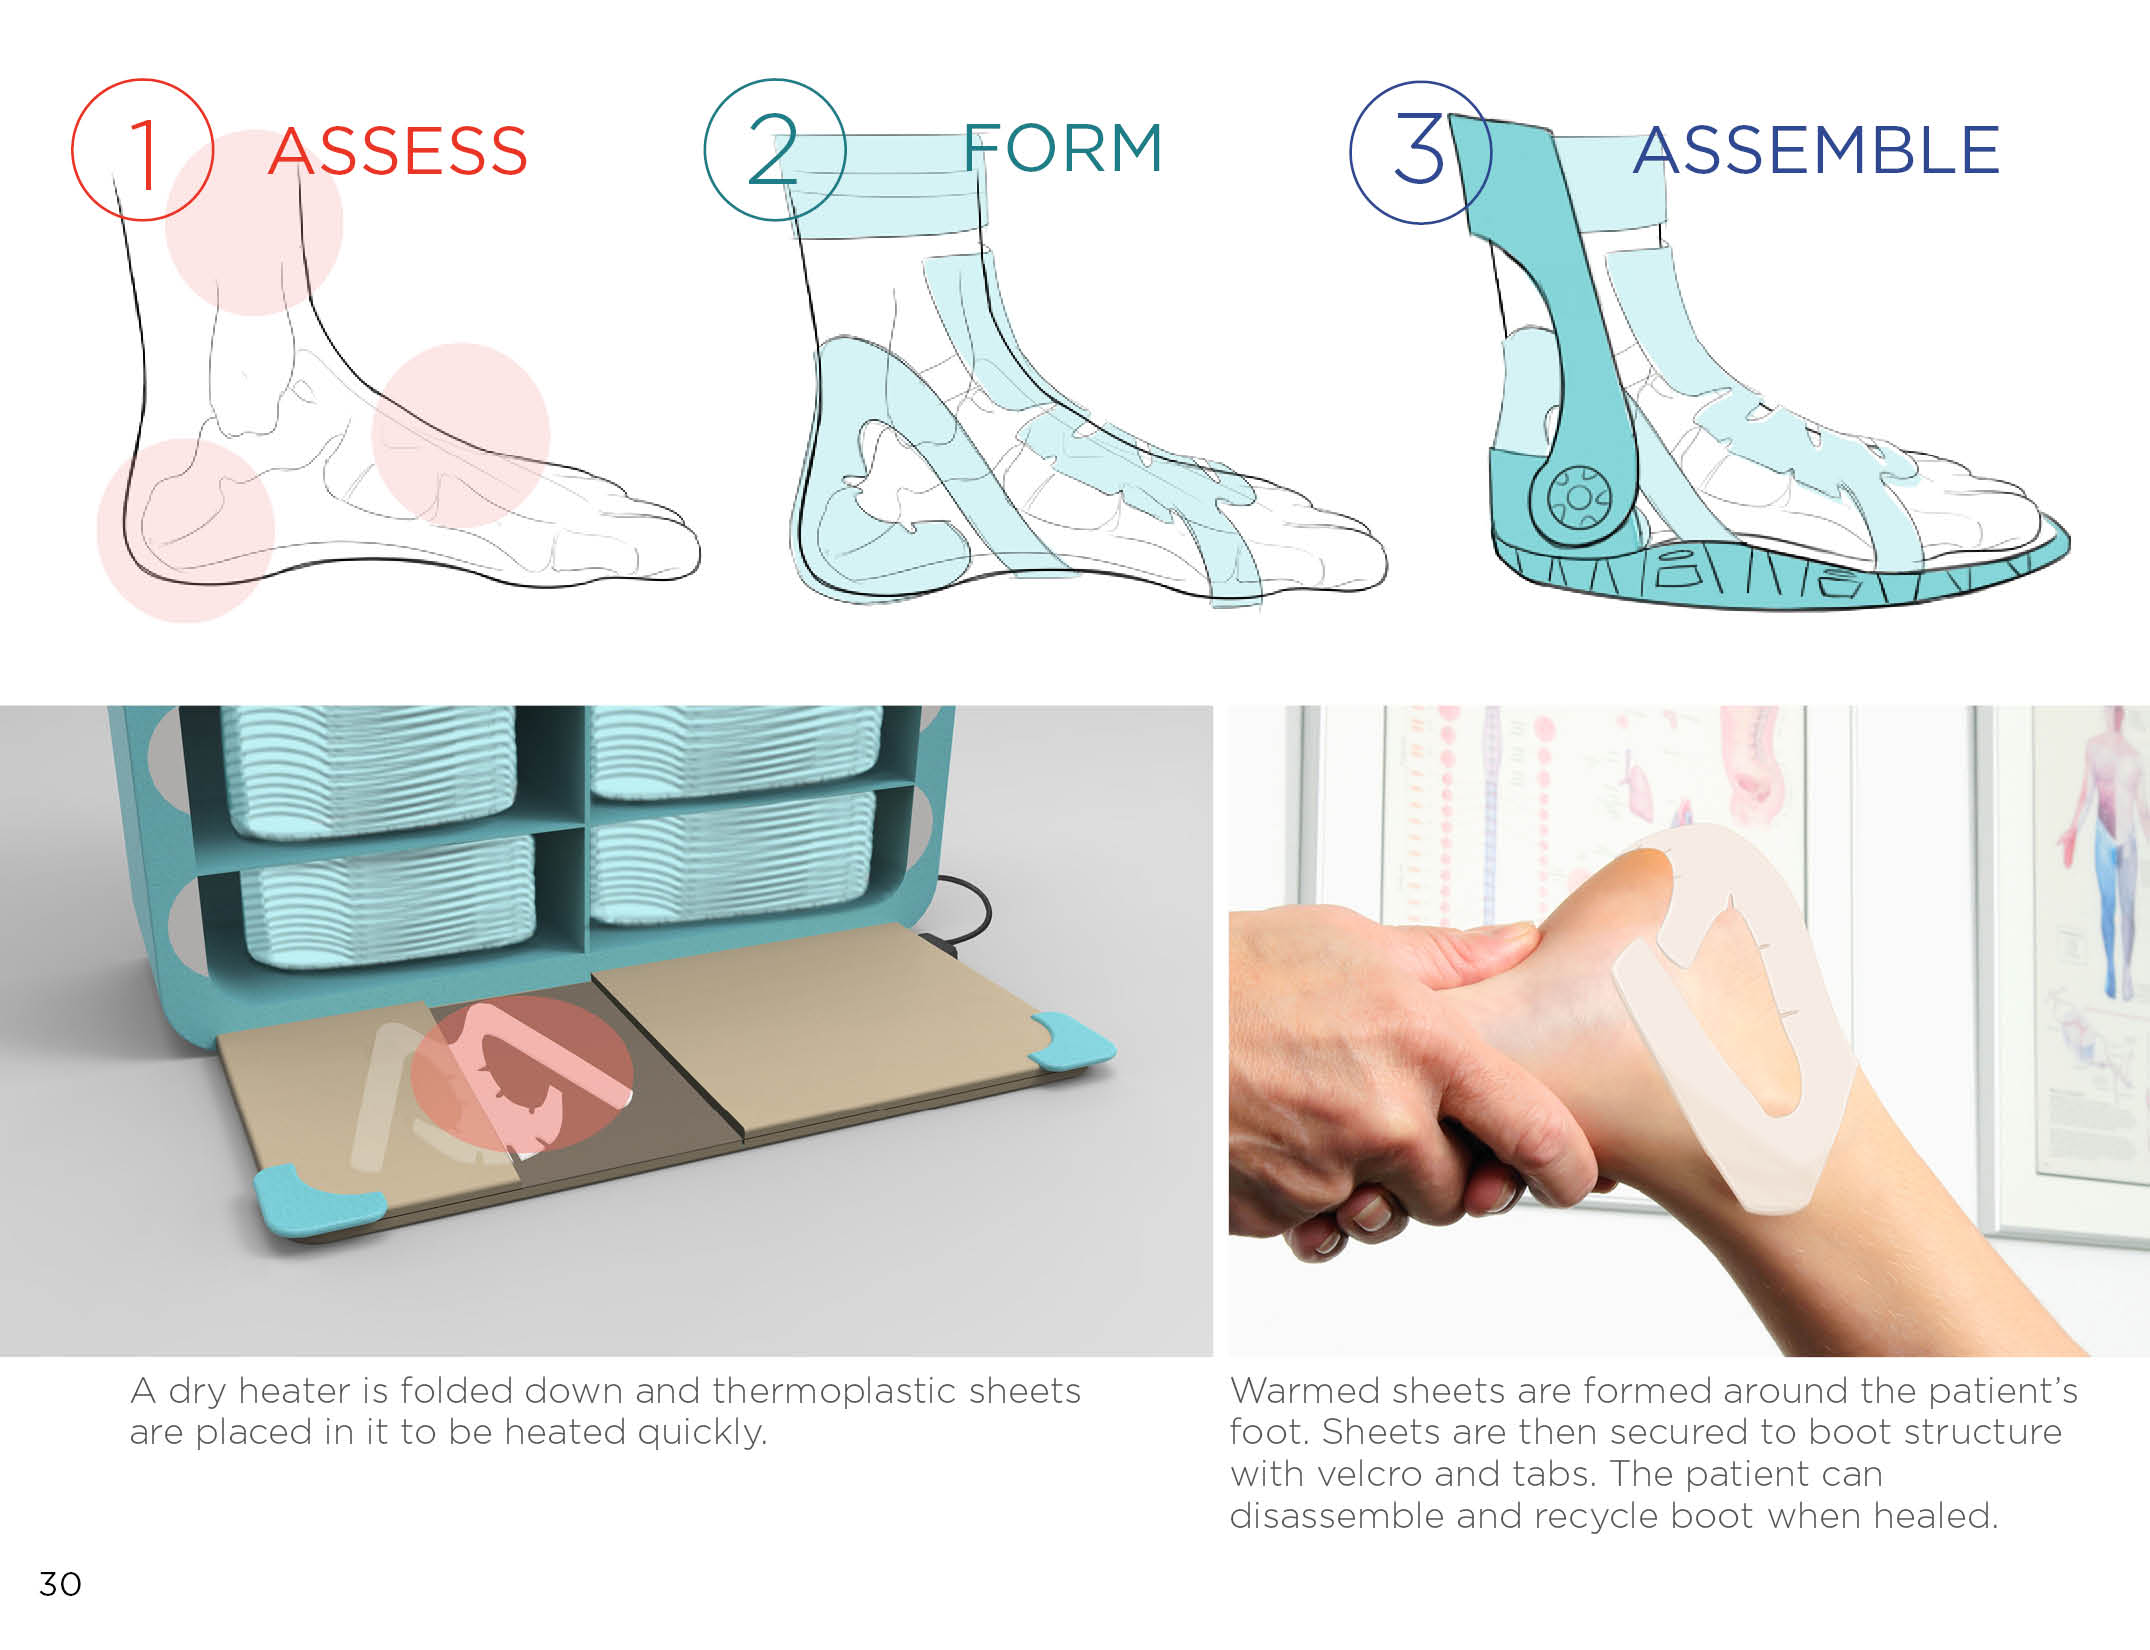 1 ASSESS
2 FORM
3 ASSEMBLE
A dry heater is folded down and thermoplastic sheets
are placed in it to be heated quickly.
Warmed sheets are formed around the patient’s
foot. Sheets are then secured to boot structure
with velcro and tabs. The patient can
disassemble and recycle boot when healed.
30